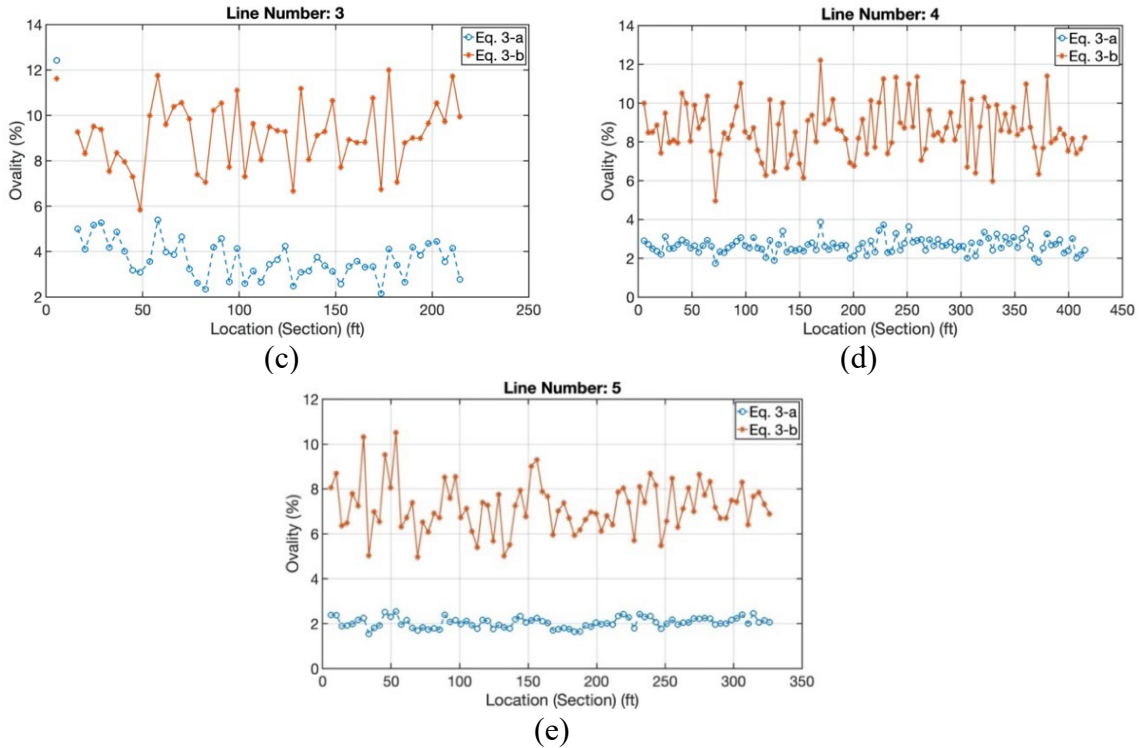 Line Number: 3
Eq. 3-a
Eq. 3-b
14
12
10
8
6
4
2
Ovality (%)
0 50 100 150 200 250
Location (Section) (ft)
(c)
Line Number: 4
Eq. 3-a
Eq. 3-b
14
12
10
8
6
4
2
0
Ovality (%)
0 50 100 150 200 250 300 350 400 450
Location (Section) (ft)
(d)
Line Number: 5
Eq. 3-a
Eq. 3-b
12
10
8
6
4
2
0
Ovality (%)
0 50 100 150 200 250 300 350
Location (Section) (ft)
(e)